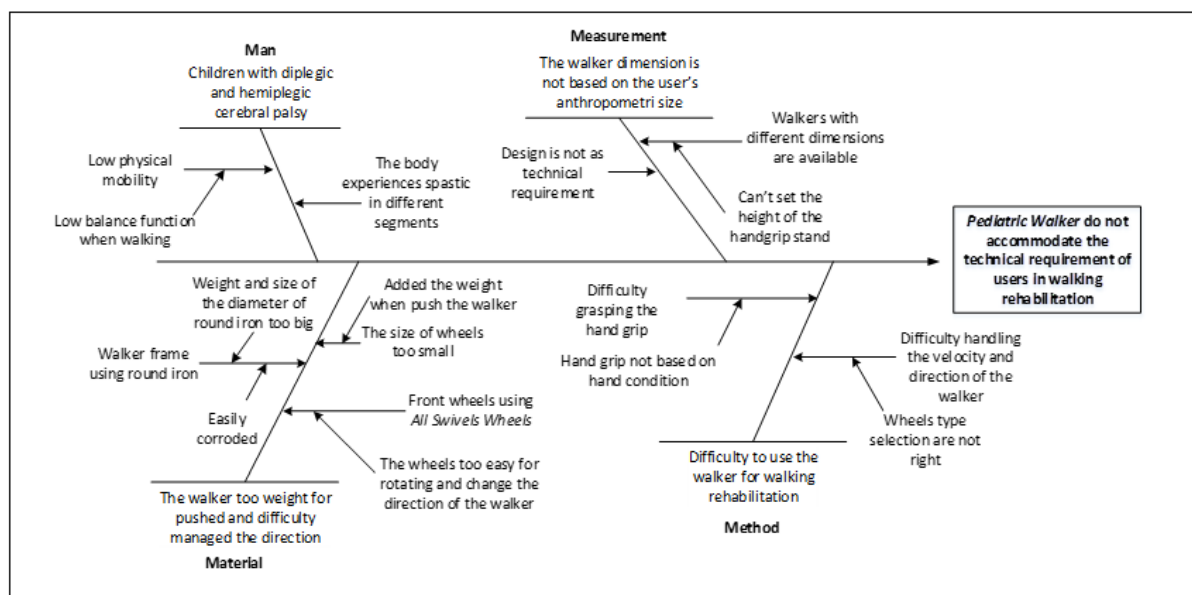 Man
Children with diplegic
and hemiplegic
cerebral palsy
Low physical
mobility
Low balance function
when walking
The body
experiences spastic
in different
segments
Measurement
The walker dimension is
not based on the user's
anthropometri size
Design is not as
technical
requirement
Walkers with
different dimensions
are available
Can't set the
height of the
handgrip stand
Pediatric Walker do not
accommodate the
technical requirement of
users in walking
rehabilitation
Weight and size of
the diameter of
round iron too big
Walker frame
using round iron
Easily
corroded
Added the weight
when push the walker
The size of wheels
too small
Front wheels using
All Swivels Wheels
The wheels too easy for
rotating and change the
direction of the walker
The walker too weight for
pushed and difficulty
managed the direction
Material
Difficulty
grasping the
hand grip
Hand grip not based on
hand condition
Difficulty handling
the velocity and
direction of the
walker
Wheels type
selection are not
right
Difficulty to use the
walker for walking
rehabilitation
Method